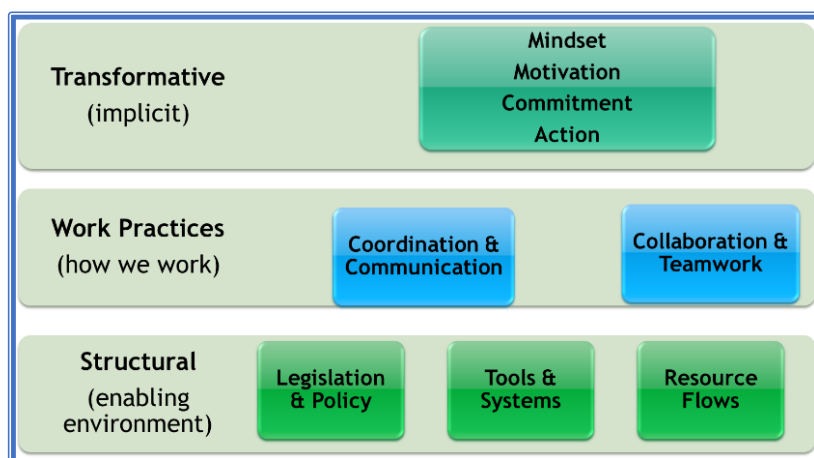 Transformative
(implicit)
Mindset
Motivation
Commitment
Action
Work Practices
(how we work)
Coordination &
Communication
Collaboration &
Teamwork
Structural
(enabling
environment)
Legislation
& Policy
Tools &
Systems
Resource
Flows